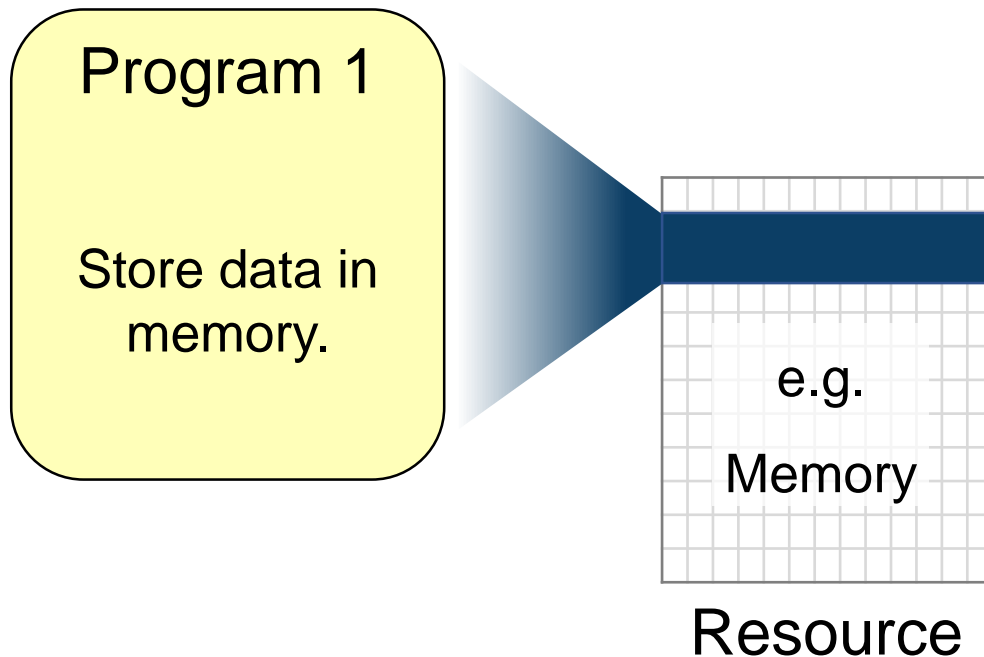 Program 1
Store data in
memory.
e.g.
Memory
Resource